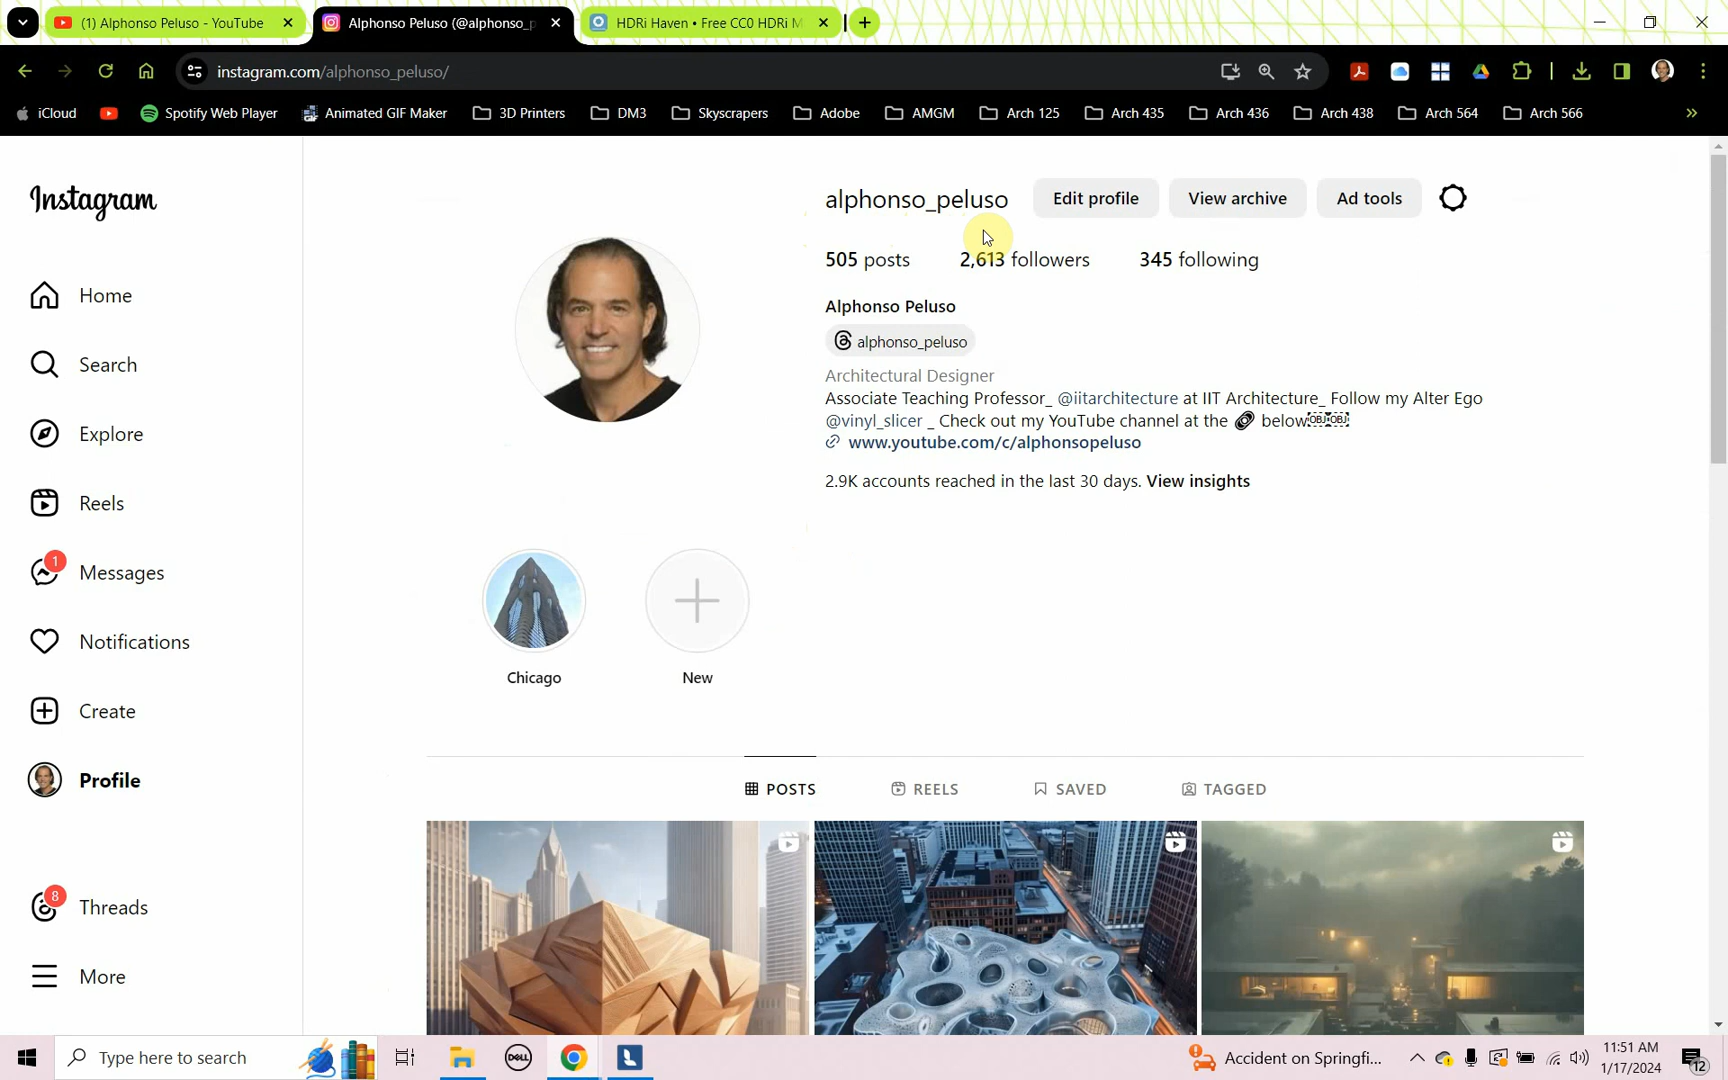 (1) Alphonso Peluso - YouTube
Alphonso Peluso (@alphonso_p
HDRi Haven • Free CC0 HDRi M
instagram.com/alphonso_peluso/
iCloud
Spotify Web Player
Animated GIF Maker
3D Printers
DM3
Skyscrapers
Adobe
AMGM
Arch 125
Arch 435
Arch 436
Arch 438
Arch 564
Arch 566
»
Instagram
alphonso_peluso
Edit profile
View archive
Ad tools
505 posts
2,613 followers
345 following
Alphonso Peluso
alphonso_peluso
Architectural Designer
Associate Teaching Professor_ @iitarchitecture at IIT Architecture_ Follow my Alter Ego
@vinyl_slicer _ Check out my YouTube channel at the 🔗 below￼￼
www.youtube.com/c/alphonsopeluso
2.9K accounts reached in the last 30 days. View insights
Home
Search
Explore
Reels
1
Messages
Notifications
Create
Profile
8
Threads
More
Chicago
New
POSTS
REELS
SAVED
TAGGED
Type here to search
DELL
L
Accident on Springfi...
11:51 AM
1/17/2024
12